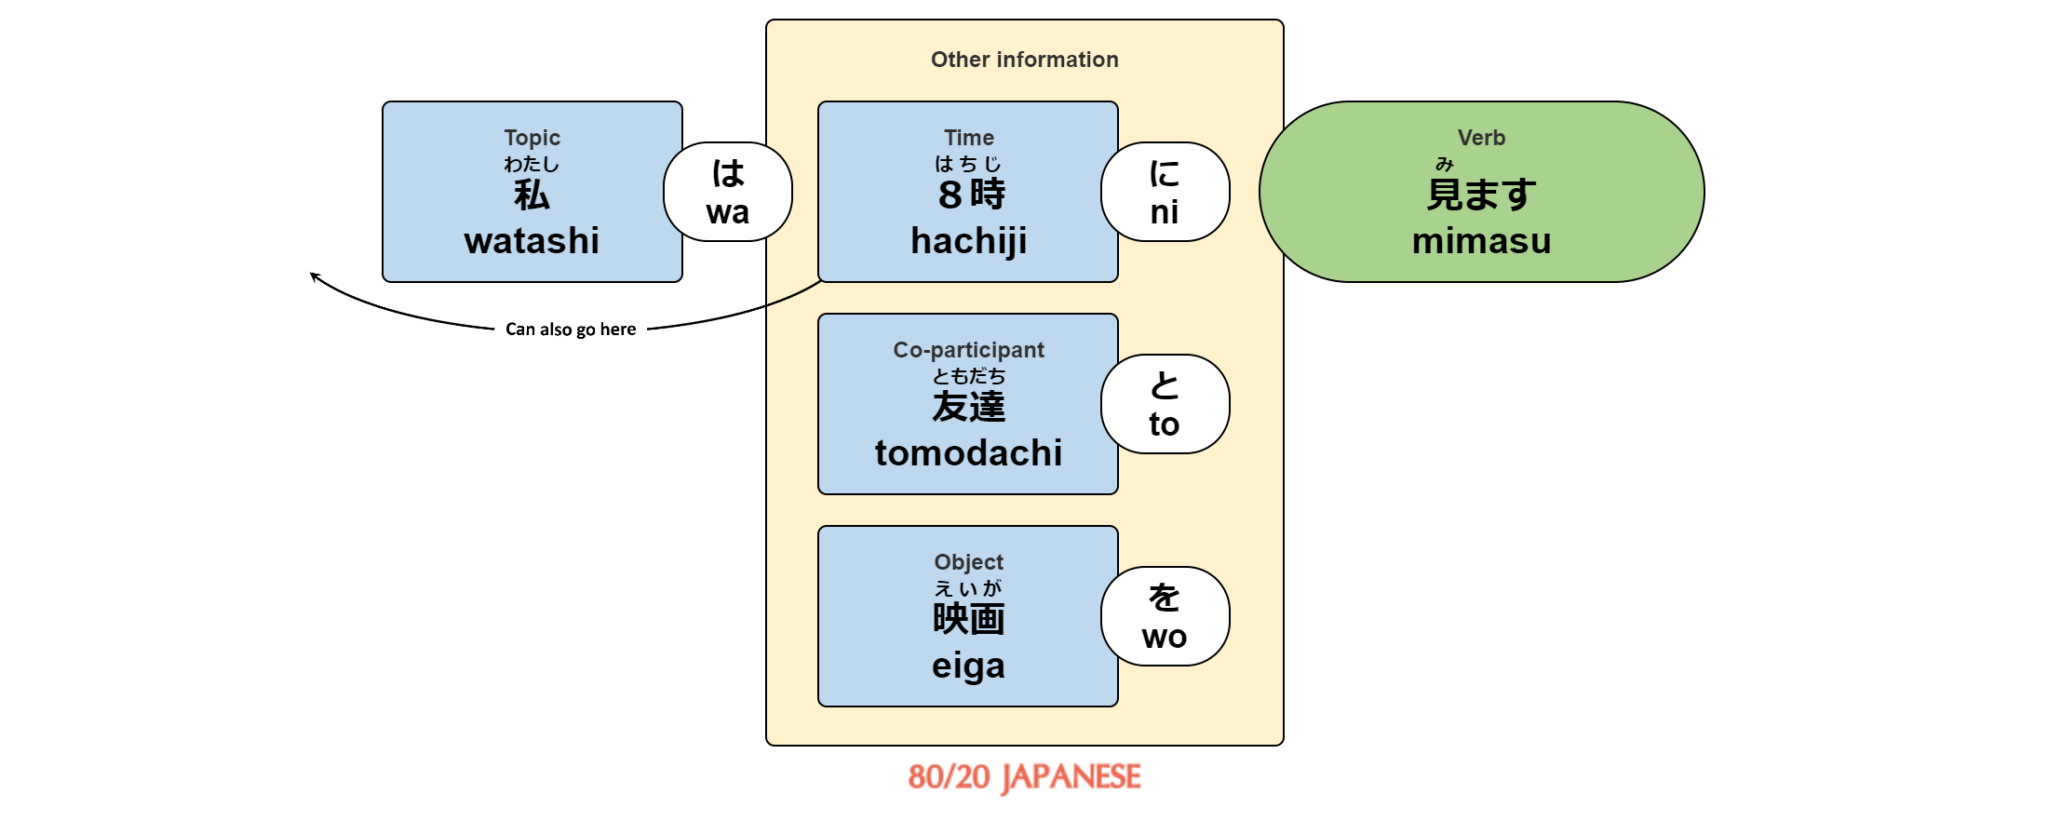 Other information
Topic
わたし
私
watashi
は
wa
Time
はちじ
８時
hachiji
に
ni
Verb
み
見ます
mimasu
Can also go here
Co-participant
ともだち
友達
tomodachi
と
to
Object
えいが
映画
eiga
を
wo
80/20 JAPANESE